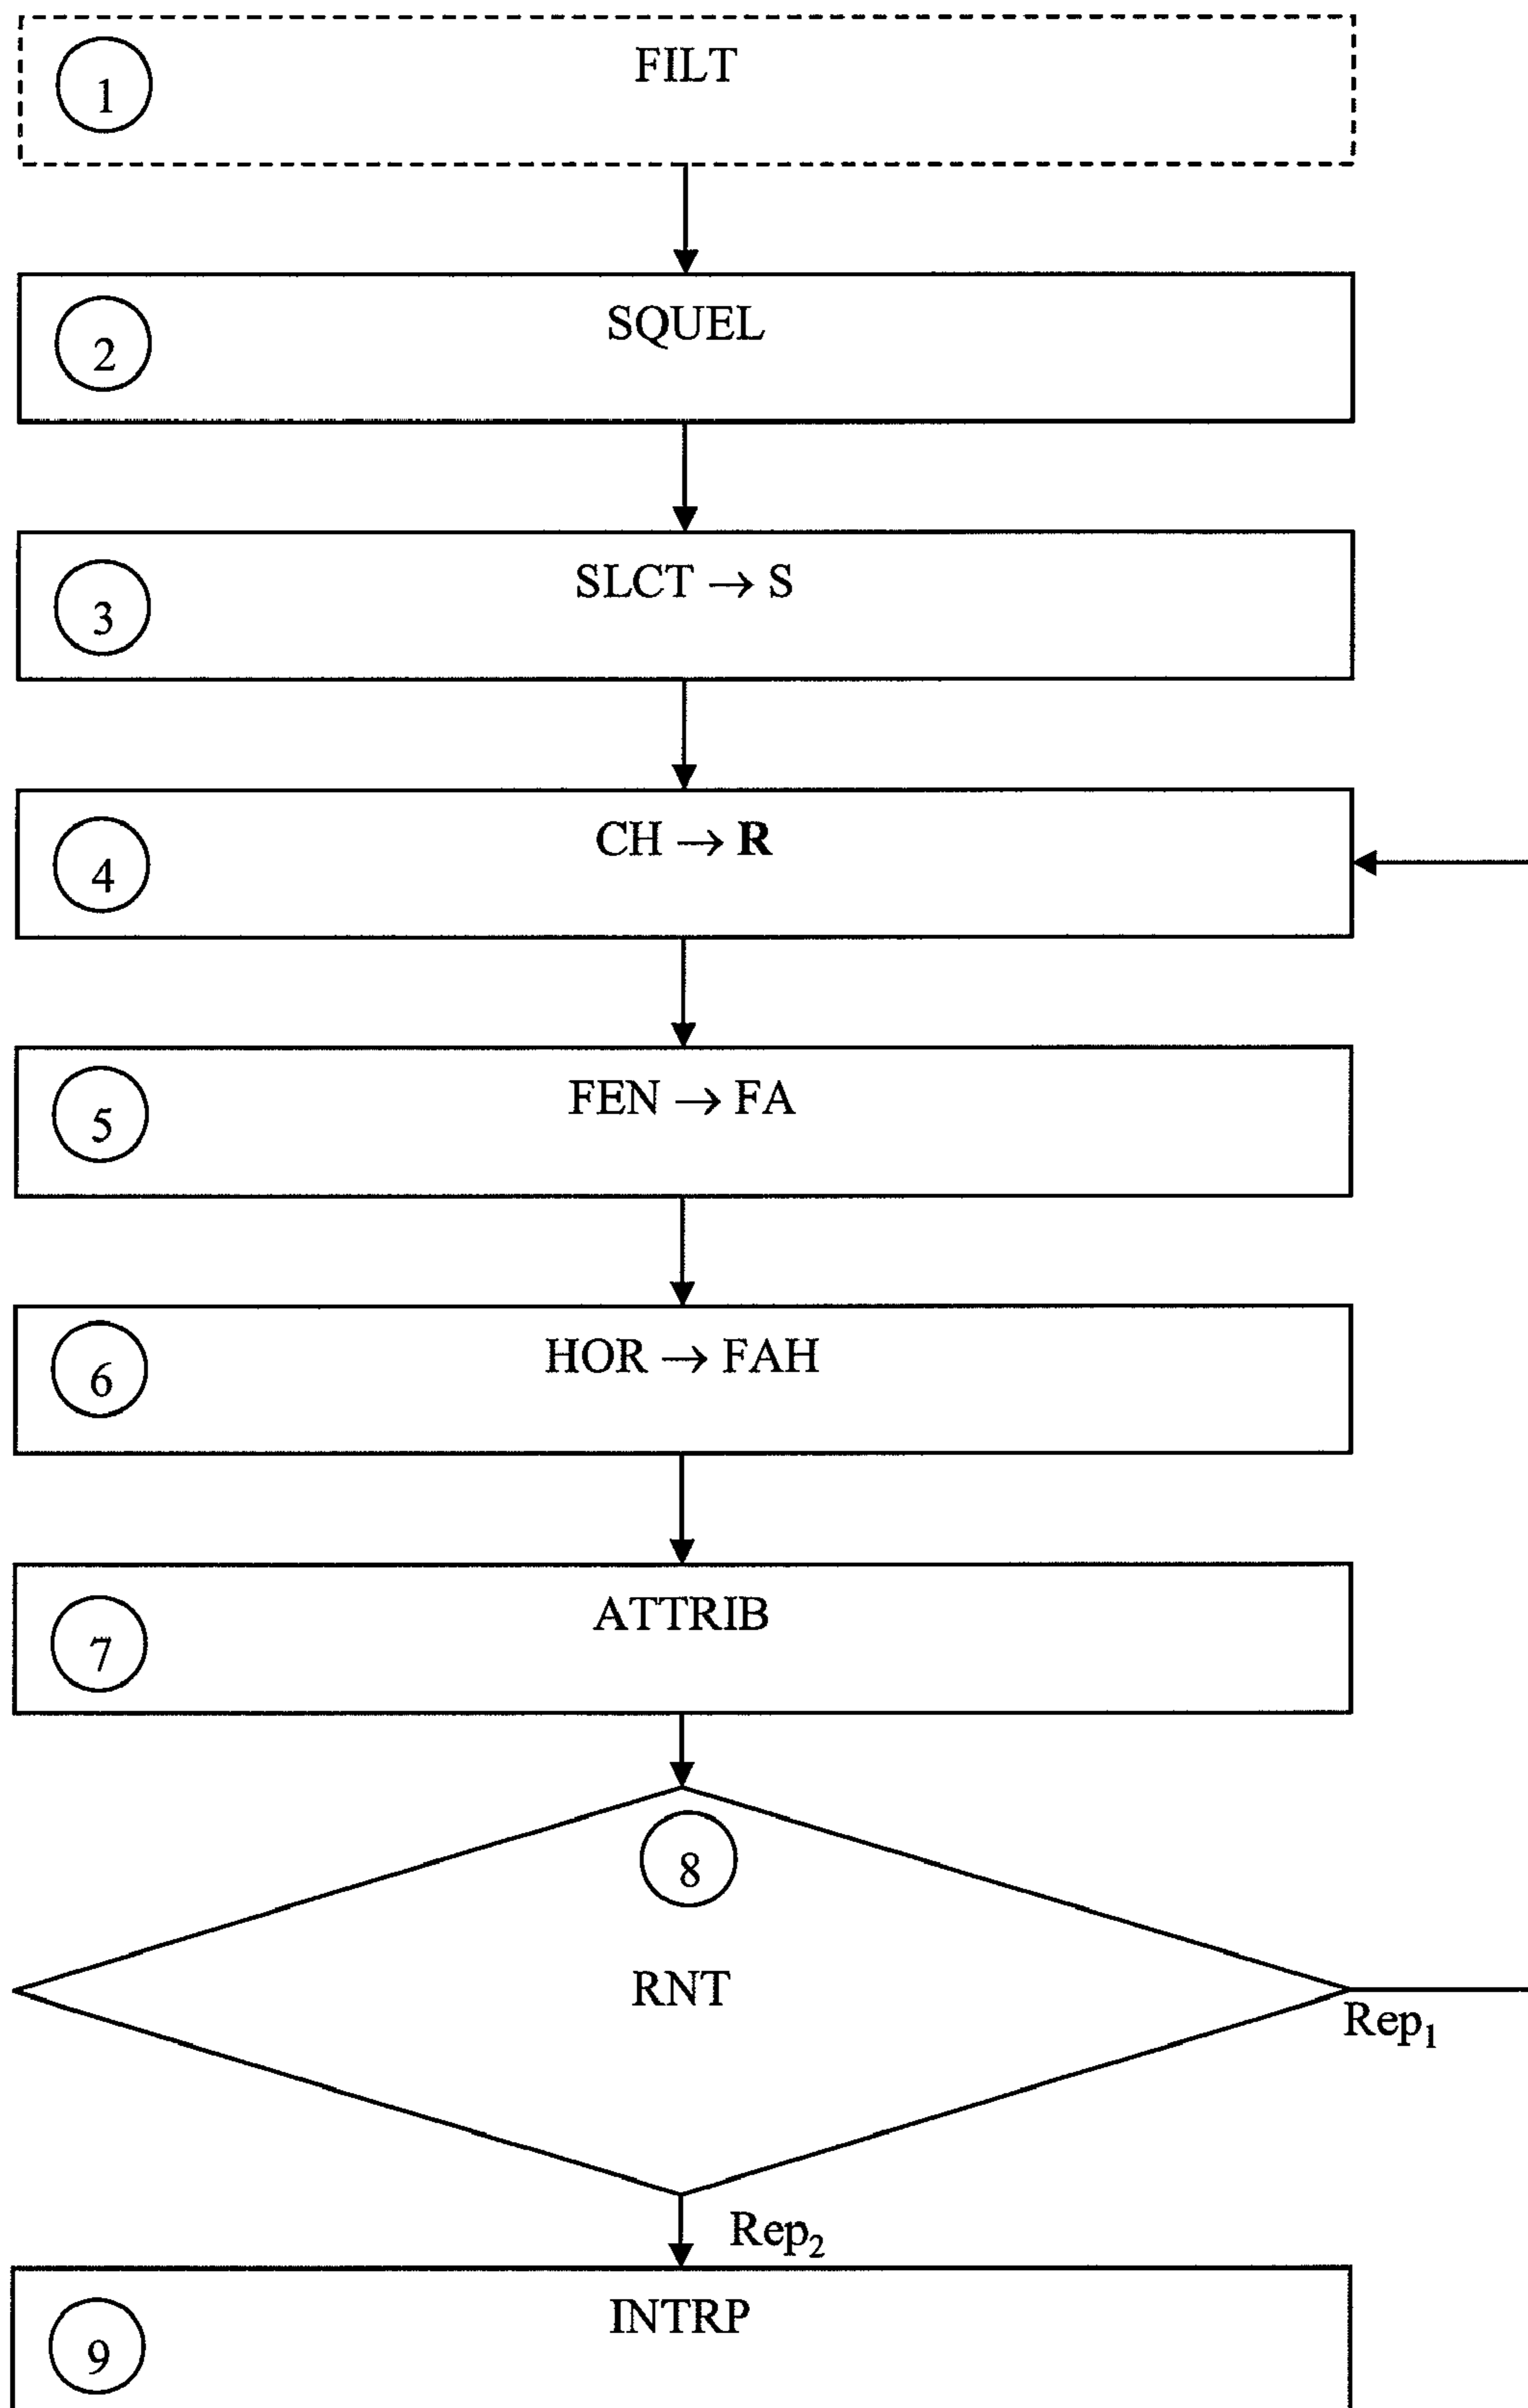 FILT
1
SQUEL
2
SLCT → S
3
CH → R
4
FEN → FA
5
HOR → FAH
6
ATTRIB
7
8
RNT
Rep₁
Rep₂
INTRP
9